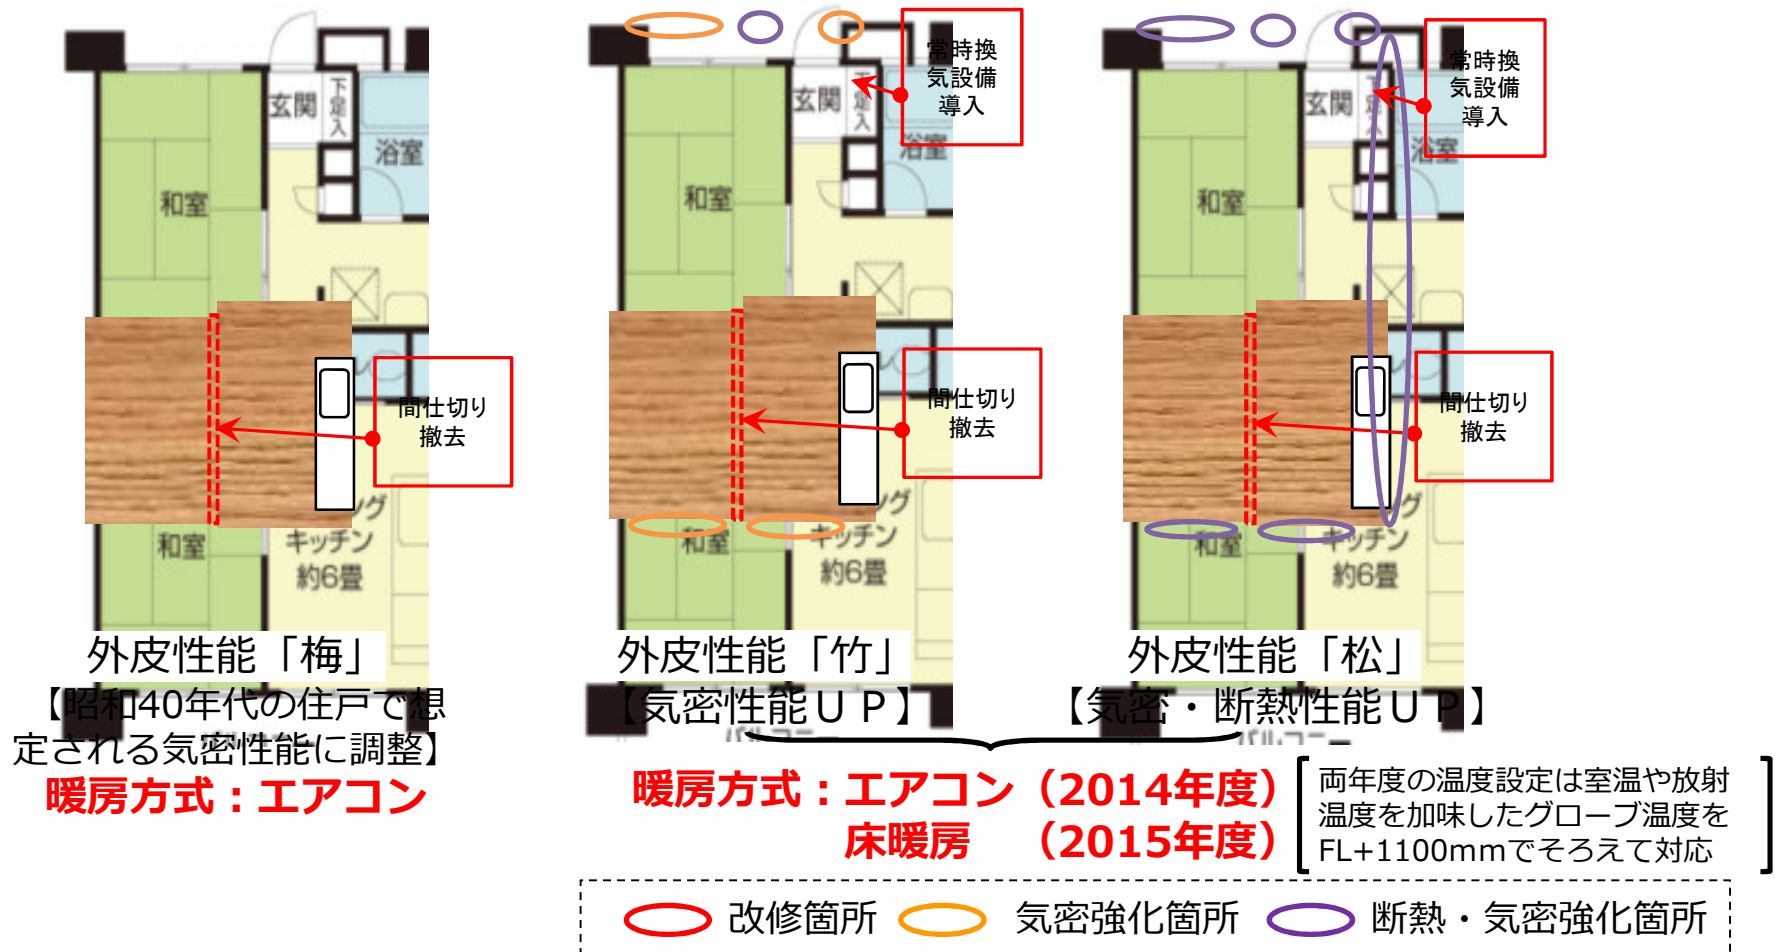 玄関
下足入
浴室
和室
間仕切り
撤去
和室
キッチン
約6畳
外皮性能「梅」
【昭和40年代の住戸で想
定される気密性能に調整】
暖房方式：エアコン
常時換
気設備
導入
玄関
浴室
和室
間仕切り
撤去
和室
キッチン
約6畳
外皮性能「竹」
【気密性能ＵＰ】
バルコニー
常時換
気設備
導入
玄関
浴室
和室
間仕切り
撤去
和室
キッチン
約6畳
外皮性能「松」
【気密・断熱性能ＵＰ】
バルコニー
暖房方式：エアコン（2014年度）
床暖房　（2015年度）
両年度の温度設定は室温や放射
温度を加味したグローブ温度を
FL+1100mmでそろえて対応
改修箇所
気密強化箇所
断熱・気密強化箇所